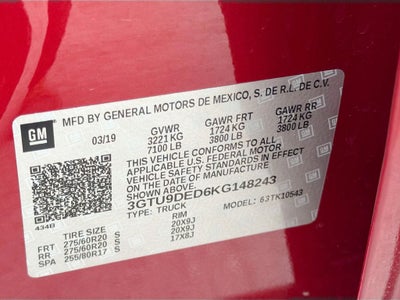 MFD BY GENERAL MOTORS DE MEXICO, S. DE R.L. DE C.V.
GM
03/19 GVWR GAWR FRT GAWR RR
3221 KG 1724 KG 1724 KG
7100 LB 3800 LB 3800 LB
THIS VEHICLE CONFORMS TO ALL
APPLICABLE U.S. FEDERAL MOTOR
VEHICLE SAFETY STANDARDS IN EFFECT
ON THE DATE OF MANUFACTURE
3GTU9DED6KG148243
TYPE: TRUCK MODEL: 63TK10543
434B
TIRE SIZE RIM
FRT 275/60R20 S 20X9J
RR 275/60R20 S 20X9J
SPA 255/80R17 S 17X8J